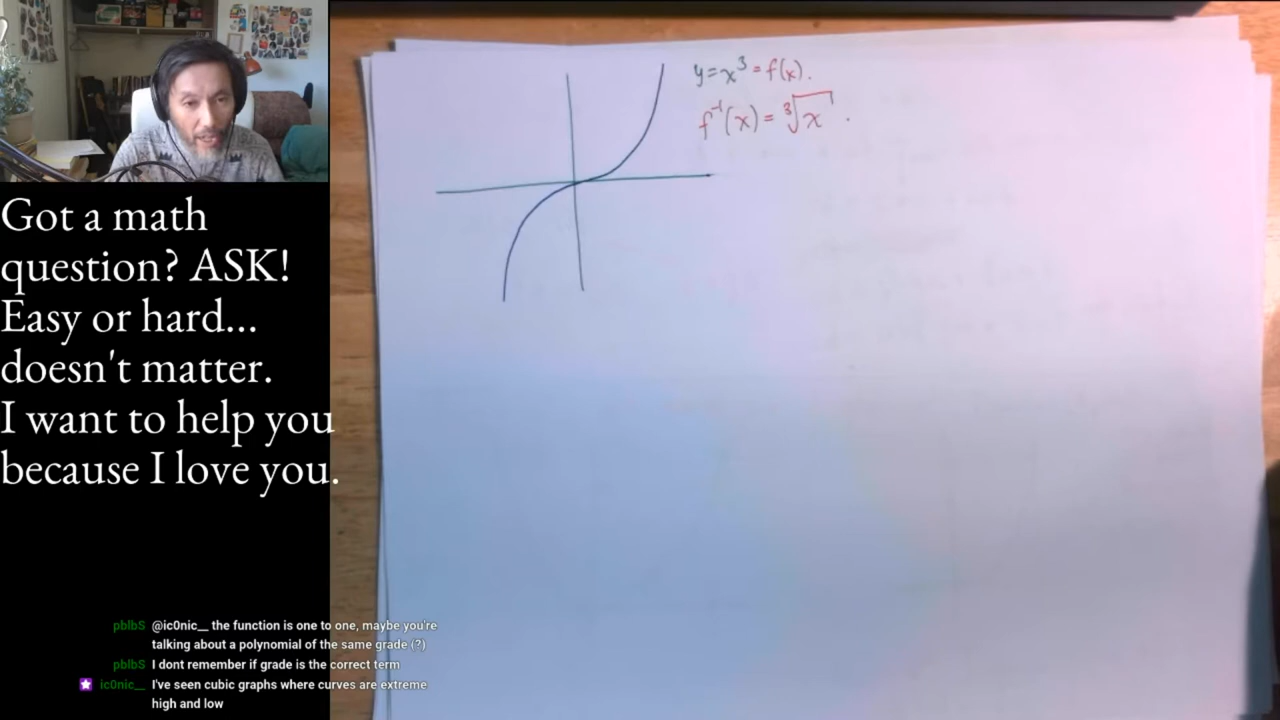 Got a math
question? ASK!
Easy or hard...
doesn't matter.
I want to help you
because I love you.
y=x³=f(x).
f⁻¹(x) = ∛x .
pblbS @ic0nic__ the function is one to one, maybe you're
talking about a polynomial of the same grade (?)
pblbS I dont remember if grade is the correct term
ic0nic__ I've seen cubic graphs where curves are extreme
high and low